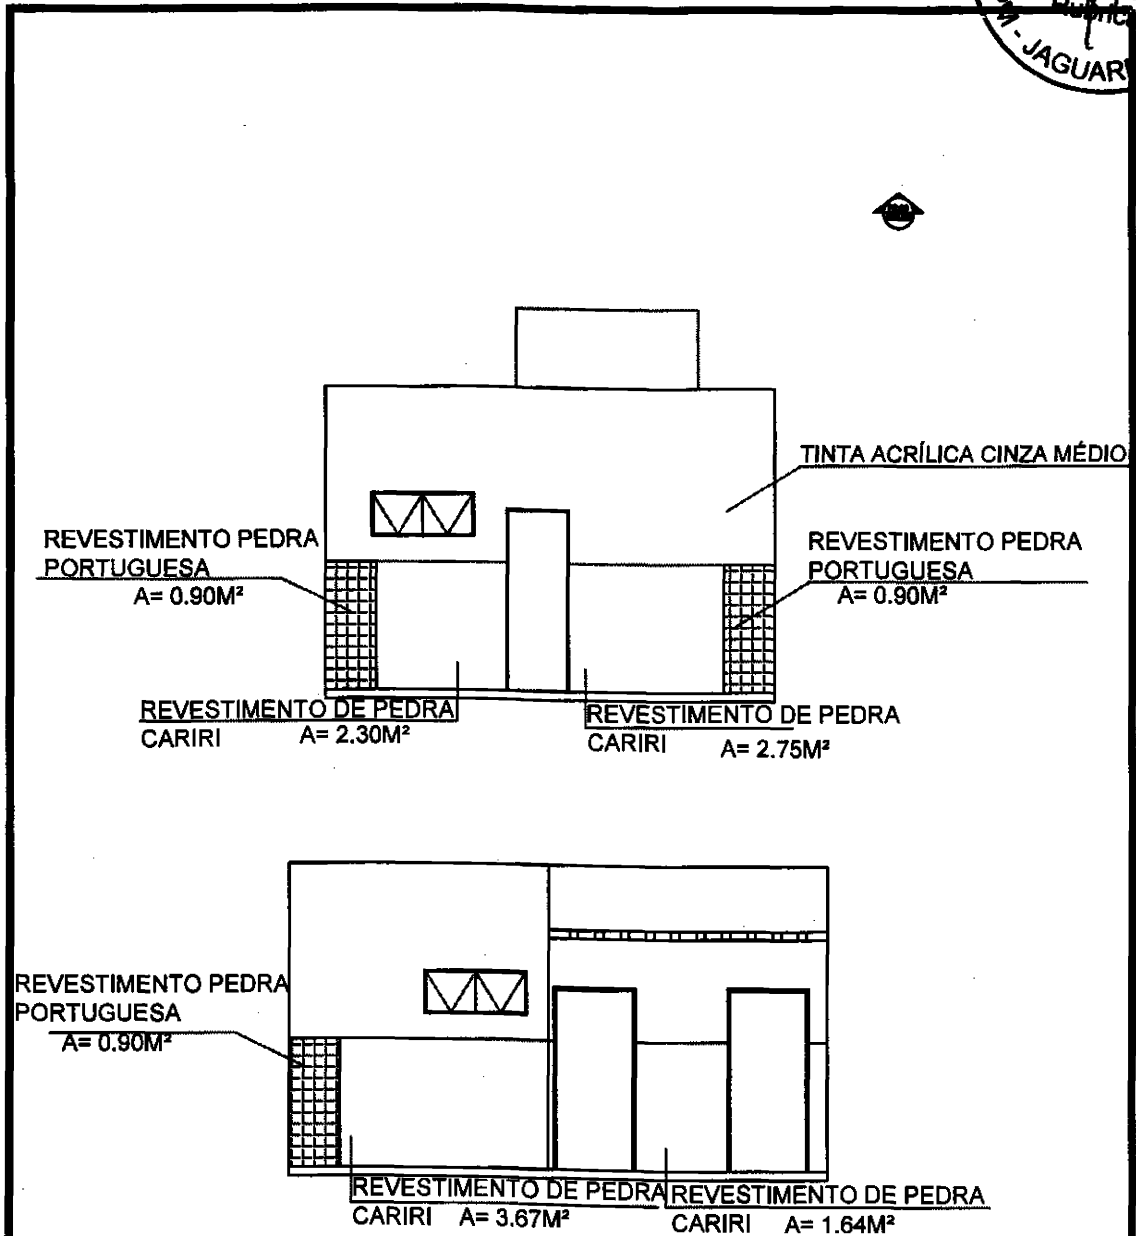 - JAGUAR
TINTA ACRÍLICA CINZA MÉDIO
REVESTIMENTO PEDRA
PORTUGUESA
A= 0.90M²
REVESTIMENTO PEDRA
PORTUGUESA
A= 0.90M²
REVESTIMENTO DE PEDRA
CARIRI A= 2.30M²
REVESTIMENTO DE PEDRA
CARIRI A= 2.75M²
REVESTIMENTO PEDRA
PORTUGUESA
A= 0.90M²
REVESTIMENTO DE PEDRA
CARIRI A= 3.67M²
REVESTIMENTO DE PEDRA
CARIRI A= 1.64M²